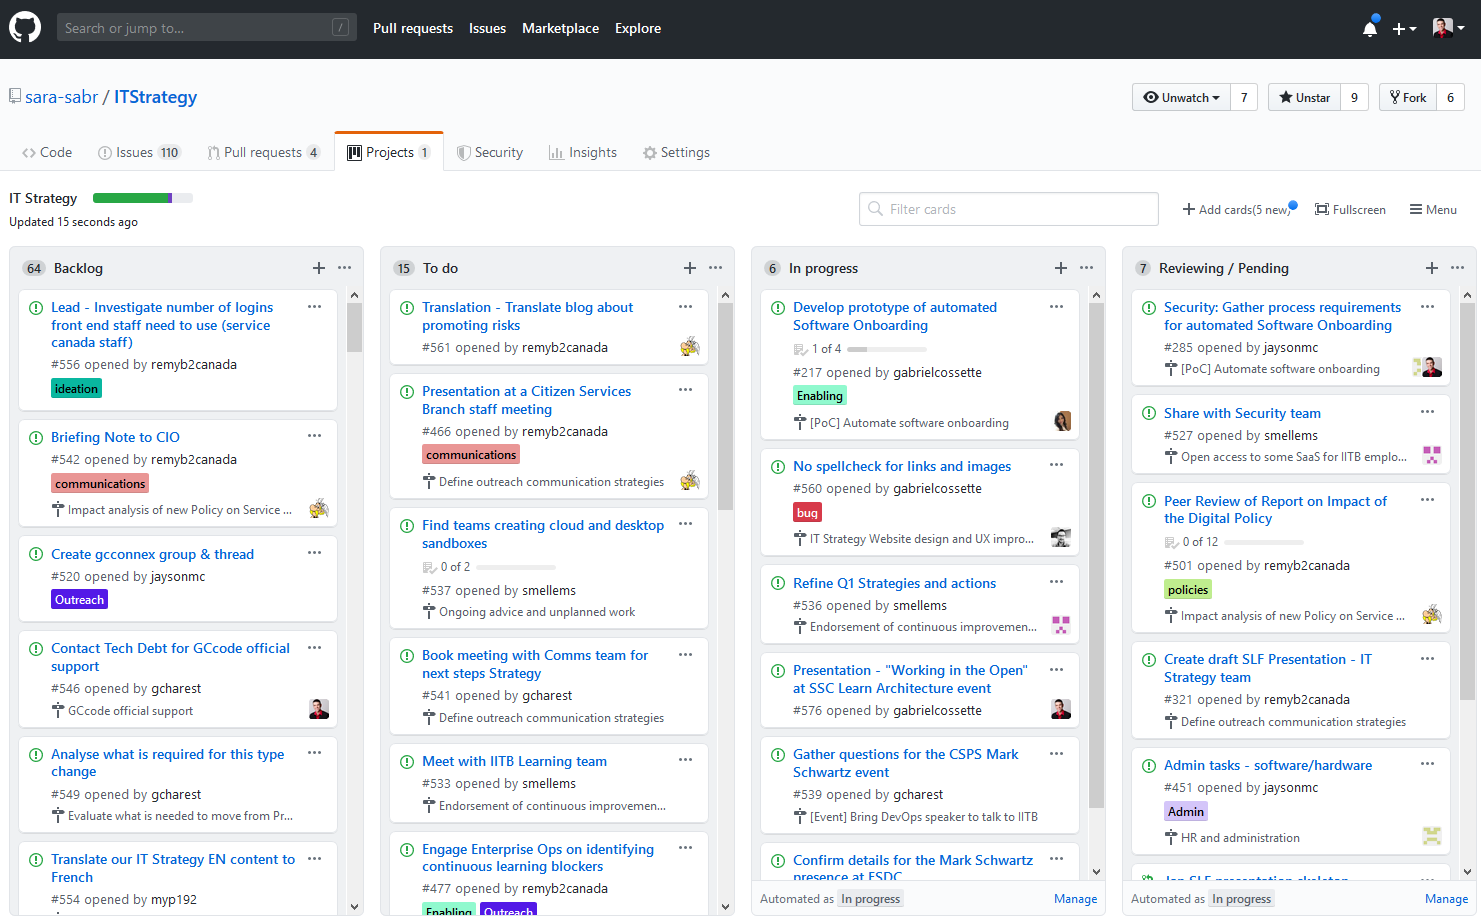 Search or jump to...
/
Pull requests
Issues
Marketplace
Explore
sara-sabr / ITStrategy
Unwatch 7
Unstar 9
Fork 6
Code
Issues 110
Pull requests 4
Projects 1
Security
Insights
Settings
IT Strategy
Updated 15 seconds ago
Filter cards
Add cards(5 new)
Fullscreen
Menu
64 Backlog
Lead - Investigate number of logins
front end staff need to use (service
canada staff)
#556 opened by remyb2canada
ideation
Briefing Note to CIO
#542 opened by remyb2canada
communications
Impact analysis of new Policy on Service ...
Create gcconnex group & thread
#520 opened by jaysonmc
Outreach
Contact Tech Debt for GCcode official
support
#546 opened by gcharest
GCcode official support
Analyse what is required for this type
change
#549 opened by gcharest
Evaluate what is needed to move from Pr...
Translate our IT Strategy EN content to
French
#554 opened by myp192
15 To do
Translation - Translate blog about
promoting risks
#561 opened by remyb2canada
Presentation at a Citizen Services
Branch staff meeting
#466 opened by remyb2canada
communications
Define outreach communication strategies
Find teams creating cloud and desktop
sandboxes
0 of 2
#537 opened by smellems
Ongoing advice and unplanned work
Book meeting with Comms team for
next steps Strategy
#541 opened by gcharest
Define outreach communication strategies
Meet with IITB Learning team
#533 opened by smellems
Endorsement of continuous improvemen...
Engage Enterprise Ops on identifying
continuous learning blockers
#477 opened by remyb2canada
Enabling Outreach
6 In progress
Develop prototype of automated
Software Onboarding
1 of 4
#217 opened by gabrielcossette
Enabling
[PoC] Automate software onboarding
No spellcheck for links and images
#560 opened by gabrielcossette
bug
IT Strategy Website design and UX impro...
Refine Q1 Strategies and actions
#536 opened by smellems
Endorsement of continuous improvemen...
Presentation - "Working in the Open"
at SSC Learn Architecture event
#576 opened by gabrielcossette
Gather questions for the CSPS Mark
Schwartz event
#539 opened by gcharest
[Event] Bring DevOps speaker to talk to IITB
Confirm details for the Mark Schwartz
presence at ESDC
Automated as In progress
Manage
7 Reviewing / Pending
Security: Gather process requirements
for automated Software Onboarding
#285 opened by jaysonmc
[PoC] Automate software onboarding
Share with Security team
#527 opened by smellems
Open access to some SaaS for IITB emplo...
Peer Review of Report on Impact of
the Digital Policy
0 of 12
#501 opened by remyb2canada
policies
Impact analysis of new Policy on Service ...
Create draft SLF Presentation - IT
Strategy team
#321 opened by remyb2canada
Define outreach communication strategies
Admin tasks - software/hardware
#451 opened by jaysonmc
Admin
HR and administration
SLF presentation skeleton
Automated as In progress
Manage